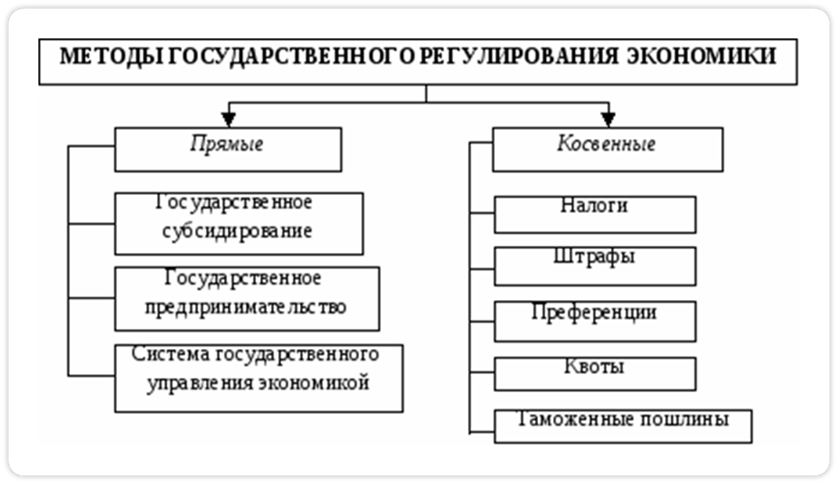 МЕТОДЫ ГОСУДАРСТВЕННОГО РЕГУЛИРОВАНИЯ ЭКОНОМИКИ
Прямые
Государственное
субсидирование
Государственное
предпринимательство
Система государственного
управления экономикой
Косвенные
Налоги
Штрафы
Преференции
Квоты
Таможенные пошлины